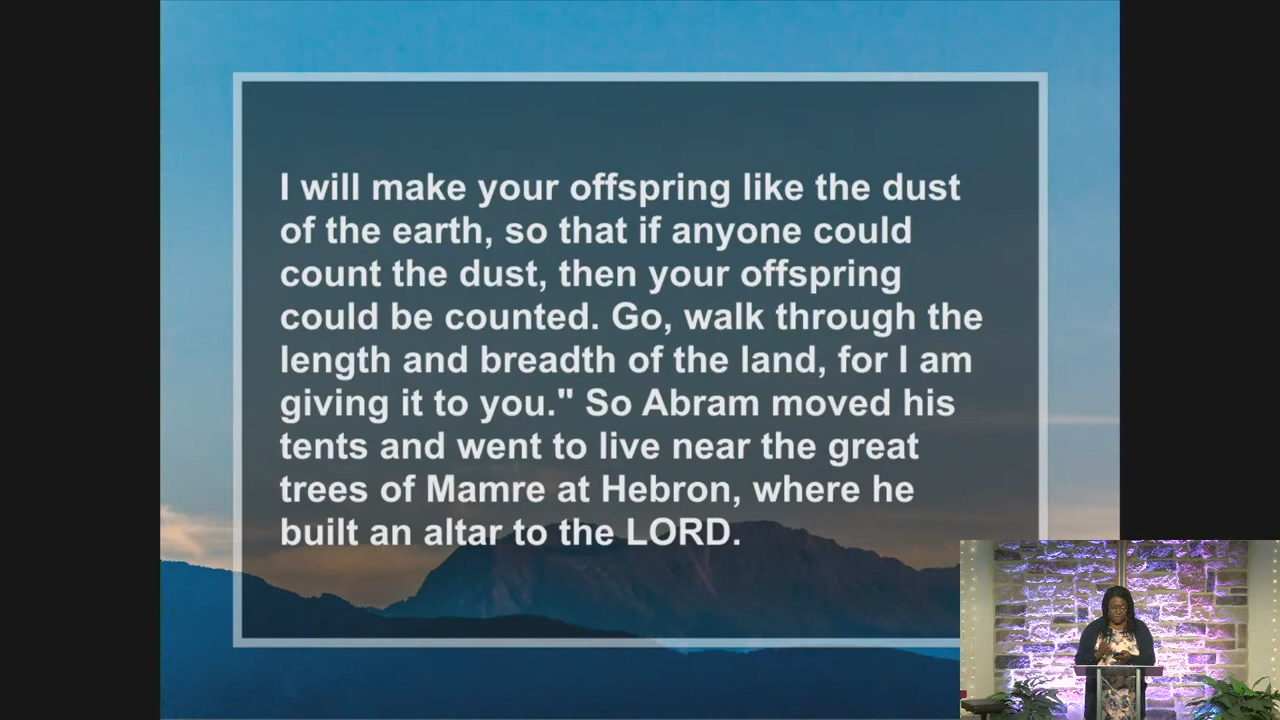 I will make your offspring like the dust
of the earth, so that if anyone could
count the dust, then your offspring
could be counted. Go, walk through the
length and breadth of the land, for I am
giving it to you." So Abram moved his
tents and went to live near the great
trees of Mamre at Hebron, where he
built an altar to the LORD.